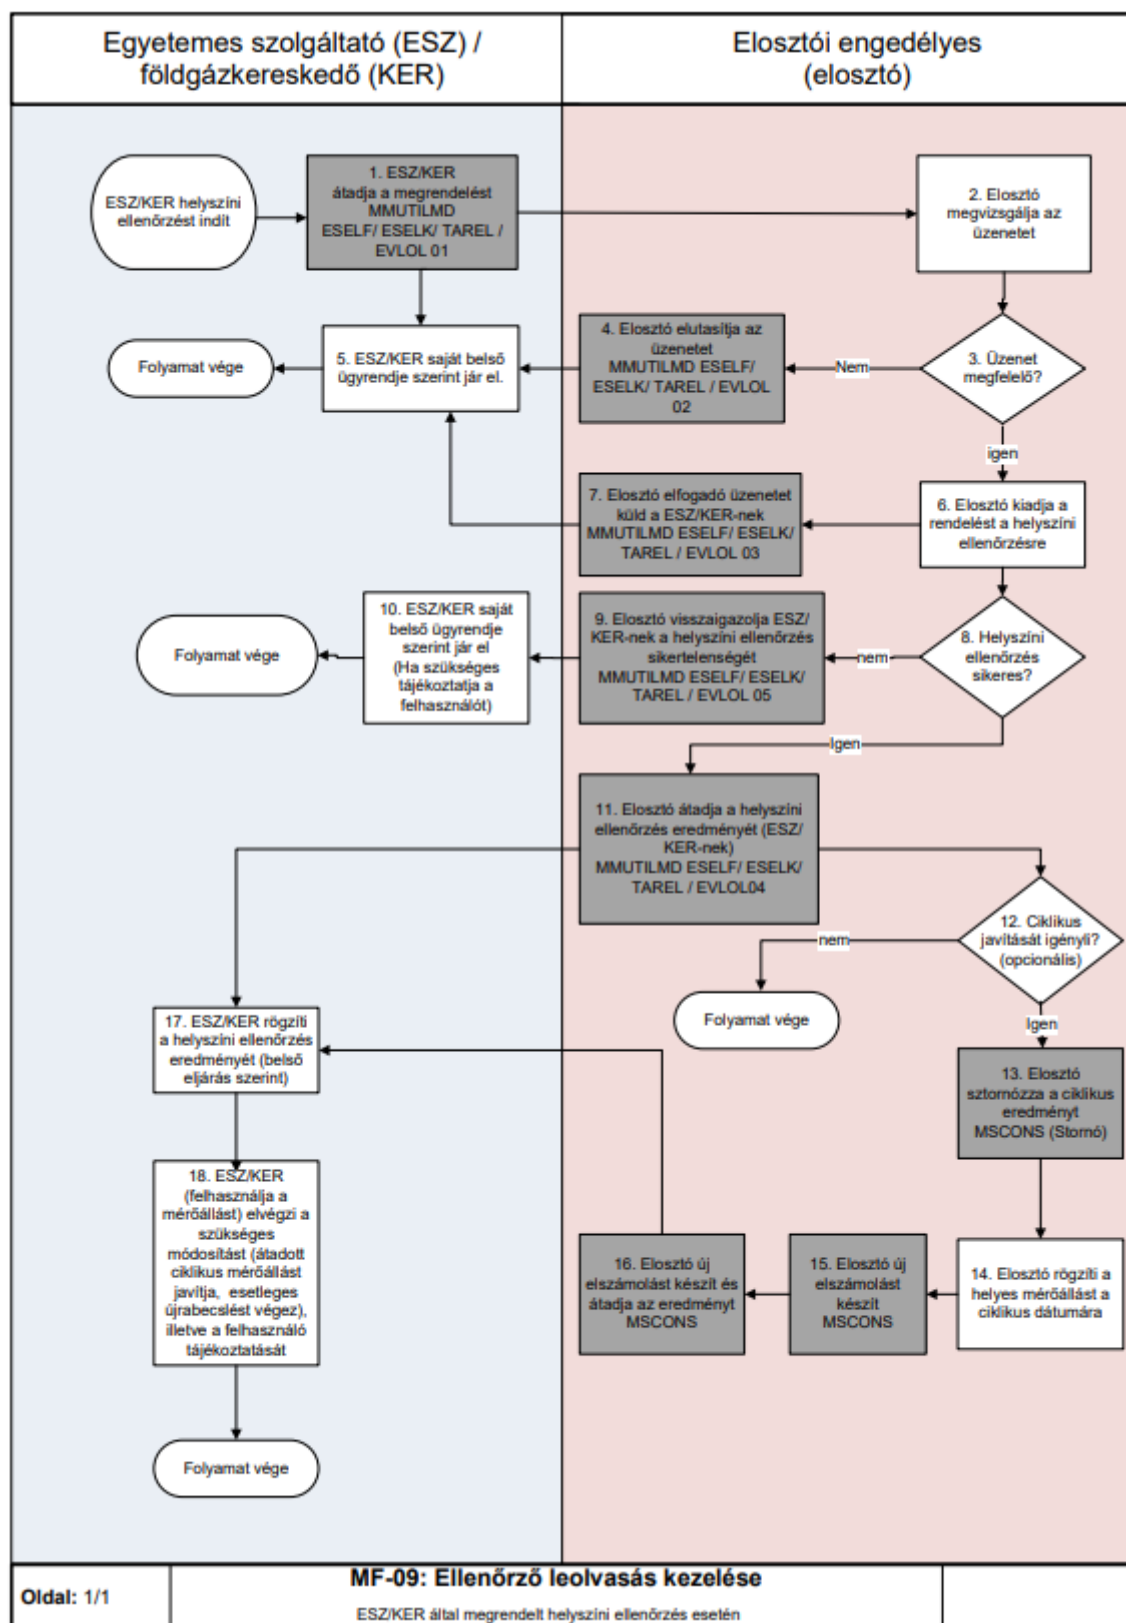 Egyetemes szolgáltató (ESZ) /
földgázkereskedő (KER)
Elosztói engedélyes
(elosztó)
ESZ/KER helyszíni
ellenőrzést indít
1. ESZ/KER
átadja a megrendelést
MMUTILMD
ESELF/ ESELK/ TAREL /
EVLOL 01
2. Elosztó
megvizsgálja az
üzenetet
3. Üzenet
megfelelő?
Nem
4. Elosztó elutasítja az
üzenetet
MMUTILMD ESELF/
ESELK/ TAREL / EVLOL
02
5. ESZ/KER saját belső
ügyrendje szerint jár el.
Folyamat vége
igen
6. Elosztó kiadja a
rendelést a helyszíni
ellenőrzésre
7. Elosztó elfogadó üzenetet
küld a ESZ/KER-nek
MMUTILMD ESELF/ ESELK/
TAREL / EVLOL 03
8. Helyszíni
ellenőrzés
sikeres?
nem
9. Elosztó visszaigazolja ESZ/
KER-nek a helyszíni ellenőrzés
sikertelenségét
MMUTILMD ESELF/ ESELK/
TAREL / EVLOL 05
10. ESZ/KER saját
belső ügyrendje
szerint jár el
(Ha szükséges
tájékoztatja a
felhasználót)
Folyamat vége
Igen
11. Elosztó átadja a helyszíni
ellenőrzés eredményét (ESZ/
KER-nek)
MMUTILMD ESELF/ ESELK/
TAREL / EVLOL04
12. Ciklikus
javítását igényli?
(opcionális)
nem
Folyamat vége
Igen
13. Elosztó
sztornózza a ciklikus
eredményt
MSCONS (Stornó)
14. Elosztó rögzíti a
helyes mérőállást a
ciklikus dátumára
15. Elosztó új
elszámolást
készít
MSCONS
16. Elosztó új
elszámolást készít és
átadja az eredményt
MSCONS
17. ESZ/KER rögzíti
a helyszíni ellenőrzés
eredményét (belső
eljárás szerint)
18. ESZ/KER
(felhasználja a
mérőállást) elvégzi a
szükséges
módosítást (átadott
ciklikus mérőállást
javítja, esetleges
újrabecslést végez),
illetve a felhasználó
tájékoztatását
Folyamat vége
Oldal: 1/1
MF-09: Ellenőrző leolvasás kezelése
ESZ/KER által megrendelt helyszíni ellenőrzés esetén